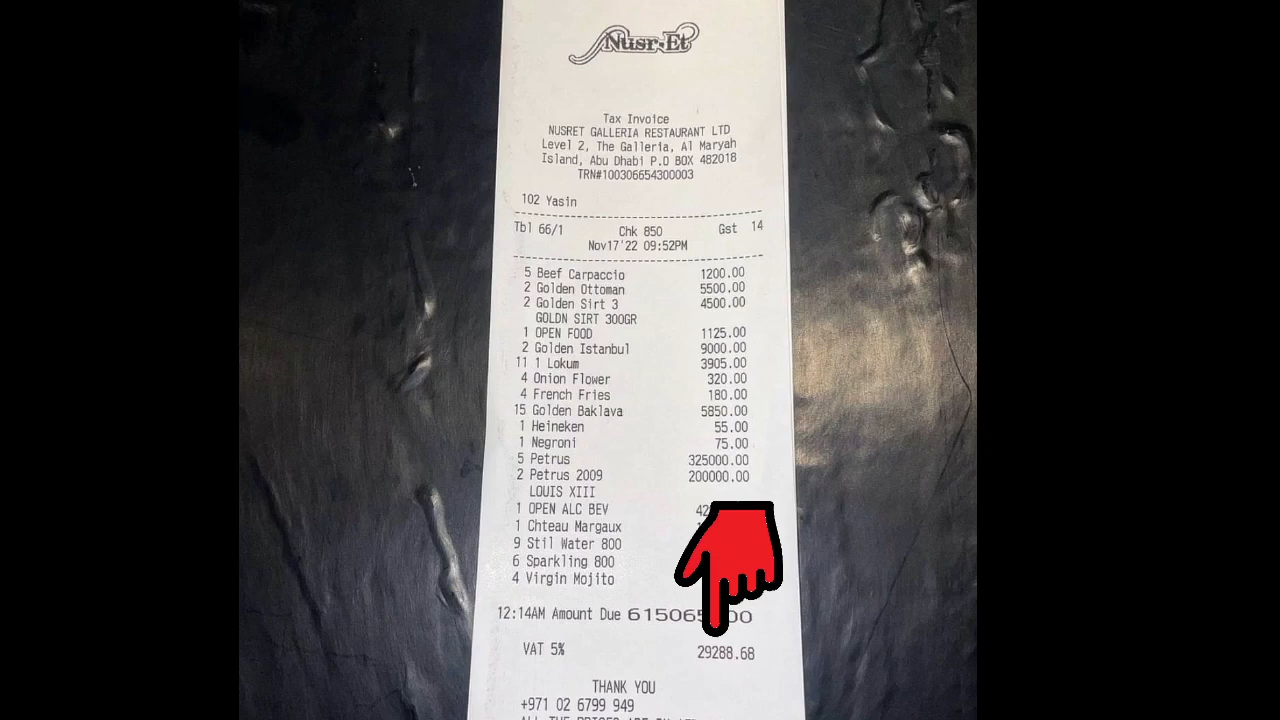 Nusr-Et
Tax Invoice
NUSRET GALLERIA RESTAURANT LTD
Level 2, The Galleria, Al Maryah
Island, Abu Dhabi P.O BOX 482018
TRN#100306654300003
102 Yasin
Tbl 66/1 Chk 850 Gst 14
Nov17'22 09:52PM
5 Beef Carpaccio 1200.00
2 Golden Ottoman 5500.00
2 Golden Sirt 3 4500.00
GOLDN SIRT 300GR
1 OPEN FOOD 1125.00
2 Golden Istanbul 9000.00
11 1 Lokum 3905.00
4 Onion Flower 320.00
4 French Fries 180.00
15 Golden Baklava 5850.00
1 Heineken 55.00
1 Negroni 75.00
5 Petrus 325000.00
2 Petrus 2009 200000.00
LOUIS XIII
1 OPEN ALC BEV
1 Chteau Margaux
9 Stil Water 800
6 Sparkling 800
4 Virgin Mojito
12:14AM Amount Due
VAT 5% 29288.68
THANK YOU
+971 02 6799 949